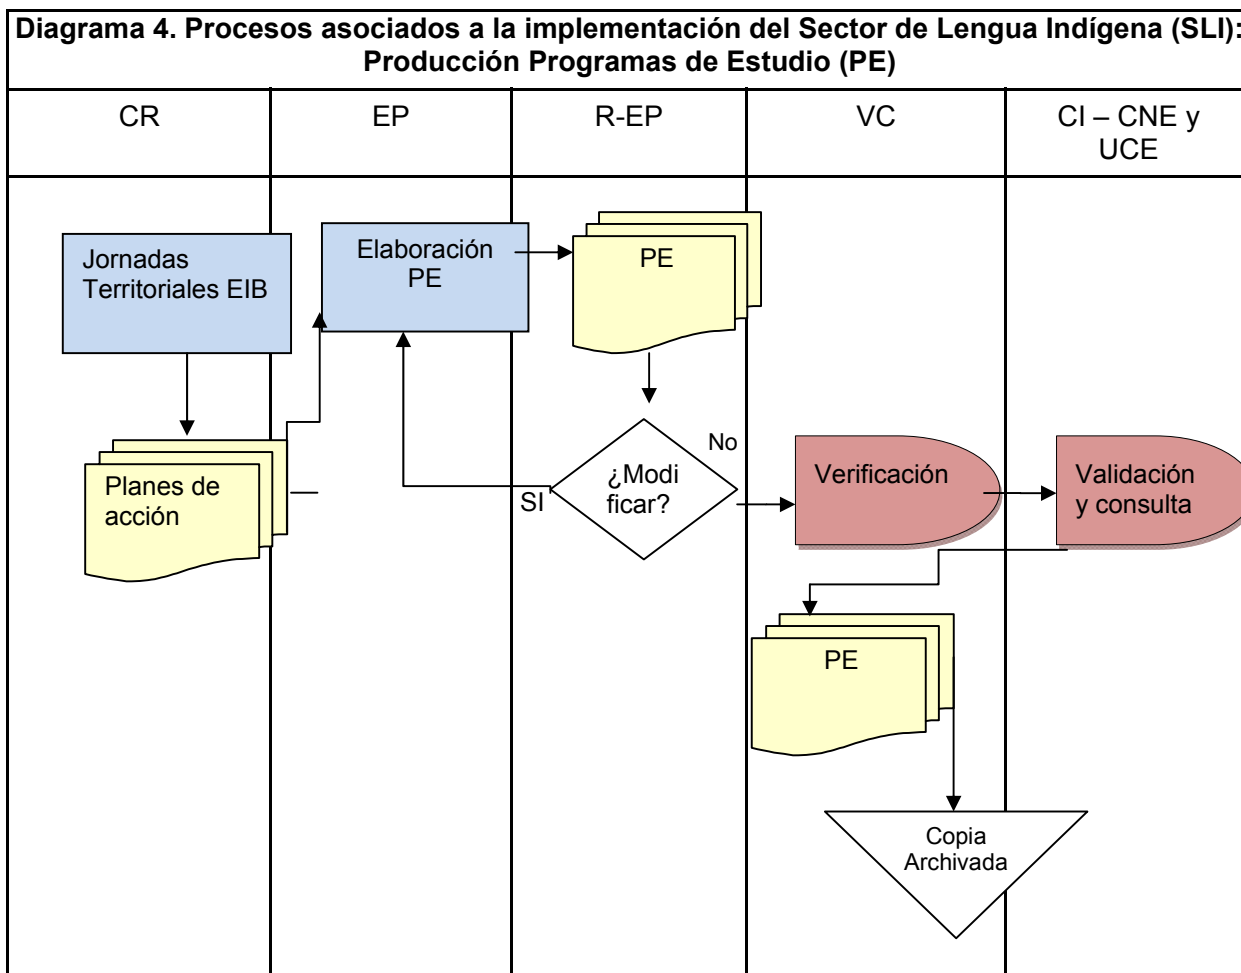 Diagrama 4. Procesos asociados a la implementación del Sector de Lengua Indígena (SLI):
Producción Programas de Estudio (PE)
CR
EP
R-EP
VC
CI – CNE y
UCE
Jornadas
Territoriales EIB
Elaboración
PE
PE
Planes de
acción
¿Modi
ficar?
SI
No
Verificación
Validación
y consulta
PE
Copia
Archivada